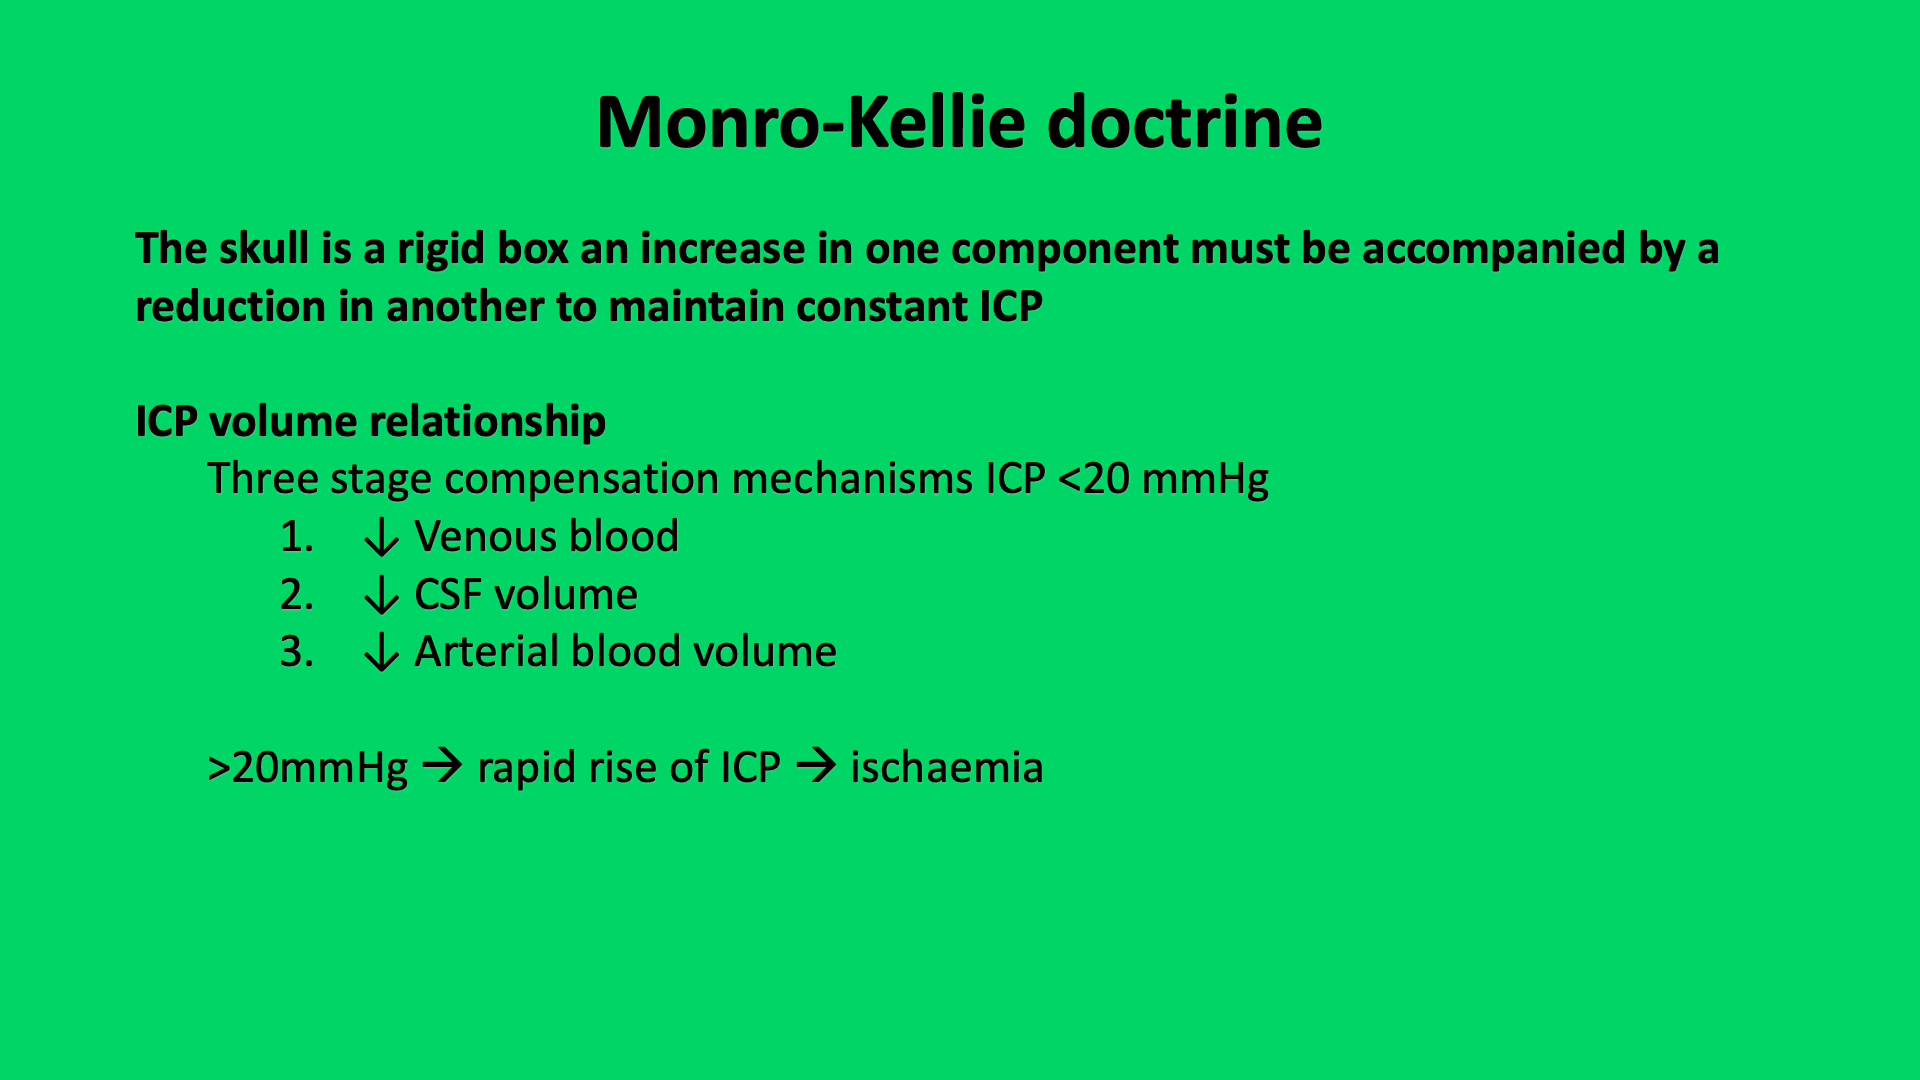 Monro-Kellie doctrine
The skull is a rigid box an increase in one component must be accompanied by a
reduction in another to maintain constant ICP
ICP volume relationship
Three stage compensation mechanisms ICP <20 mmHg
1. ↓ Venous blood
2. ↓ CSF volume
3. ↓ Arterial blood volume
>20mmHg → rapid rise of ICP → ischaemia